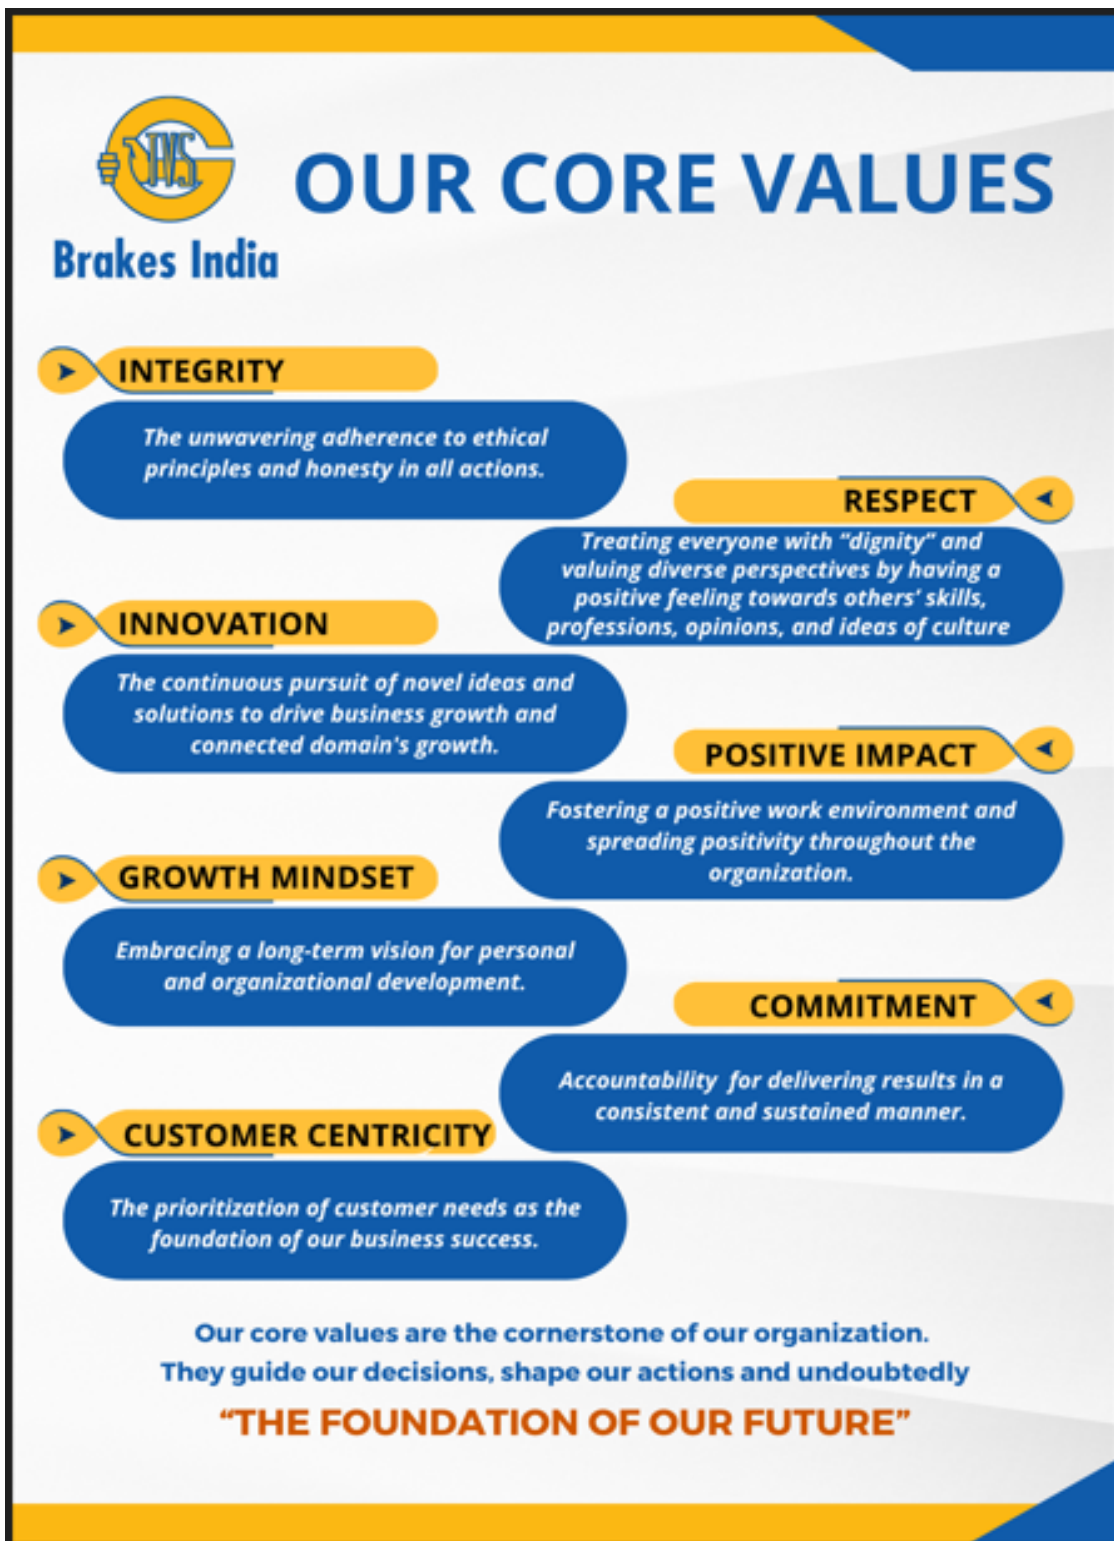 TVS
OUR CORE VALUES
Brakes India
INTEGRITY
The unwavering adherence to ethical
principles and honesty in all actions.
RESPECT
Treating everyone with “dignity” and
valuing diverse perspectives by having a
positive feeling towards others’ skills,
professions, opinions, and ideas of culture
INNOVATION
The continuous pursuit of novel ideas and
solutions to drive business growth and
connected domain's growth.
POSITIVE IMPACT
Fostering a positive work environment and
spreading positivity throughout the
organization.
GROWTH MINDSET
Embracing a long-term vision for personal
and organizational development.
COMMITMENT
Accountability  for delivering results in a
consistent and sustained manner.
CUSTOMER CENTRICITY
The prioritization of customer needs as the
foundation of our business success.
Our core values are the cornerstone of our organization.
They guide our decisions, shape our actions and undoubtedly
“THE FOUNDATION OF OUR FUTURE”